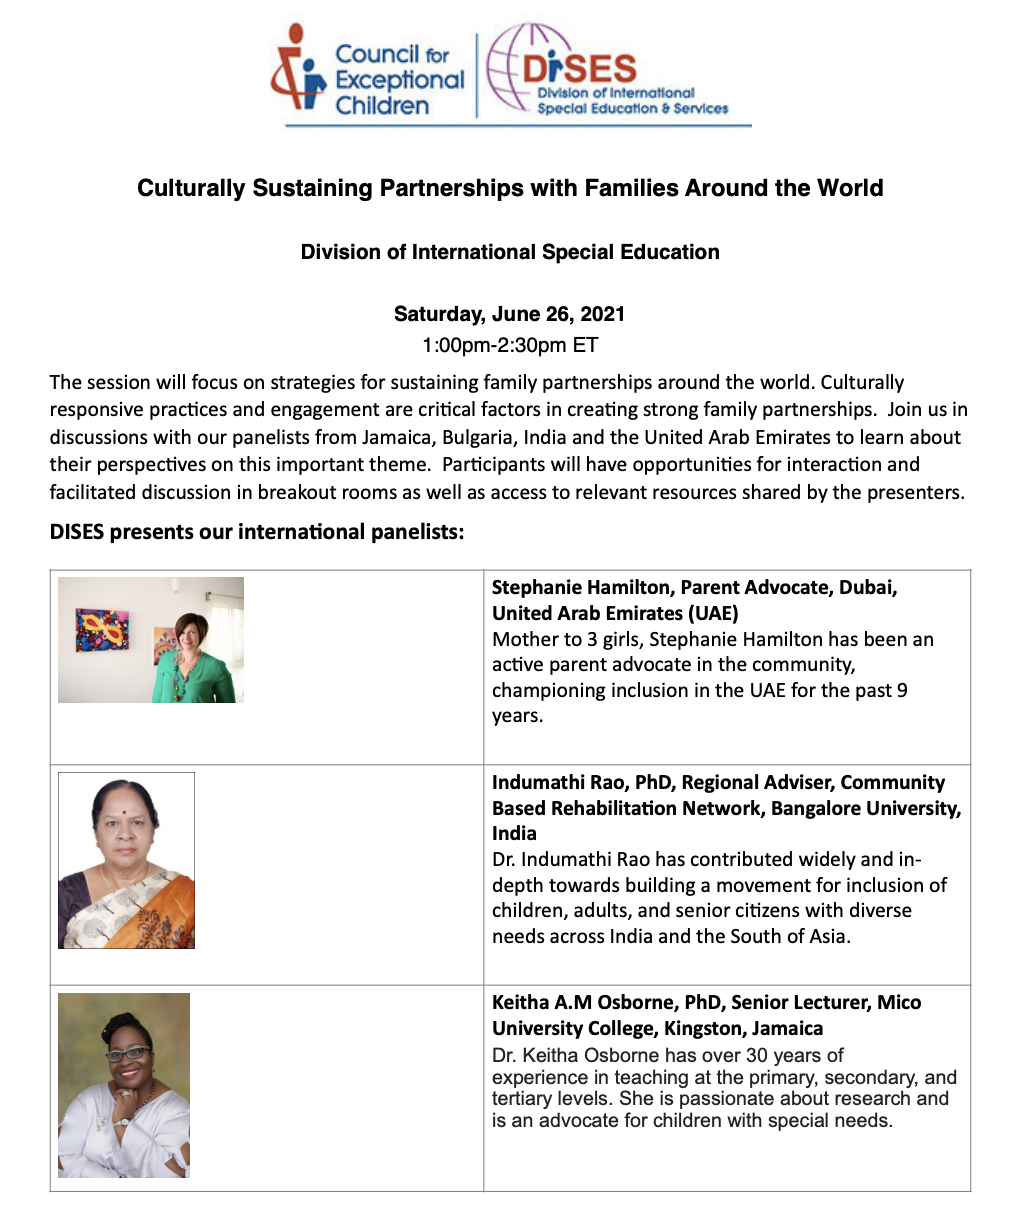 Council for
Exceptional
Children
DISES
Division of International
Special Education & Services
Culturally Sustaining Partnerships with Families Around the World
Division of International Special Education
Saturday, June 26, 2021
1:00pm-2:30pm ET
The session will focus on strategies for sustaining family partnerships around the world. Culturally
responsive practices and engagement are critical factors in creating strong family partnerships.  Join us in
discussions with our panelists from Jamaica, Bulgaria, India and the United Arab Emirates to learn about
their perspectives on this important theme.  Participants will have opportunities for interaction and
facilitated discussion in breakout rooms as well as access to relevant resources shared by the presenters.
DISES presents our international panelists:
Stephanie Hamilton, Parent Advocate, Dubai,
United Arab Emirates (UAE)
Mother to 3 girls, Stephanie Hamilton has been an
active parent advocate in the community,
championing inclusion in the UAE for the past 9
years.
Indumathi Rao, PhD, Regional Adviser, Community
Based Rehabilitation Network, Bangalore University,
India
Dr. Indumathi Rao has contributed widely and in-
depth towards building a movement for inclusion of
children, adults, and senior citizens with diverse
needs across India and the South of Asia.
Keitha A.M Osborne, PhD, Senior Lecturer, Mico
University College, Kingston, Jamaica
Dr. Keitha Osborne has over 30 years of
experience in teaching at the primary, secondary, and
tertiary levels. She is passionate about research and
is an advocate for children with special needs.